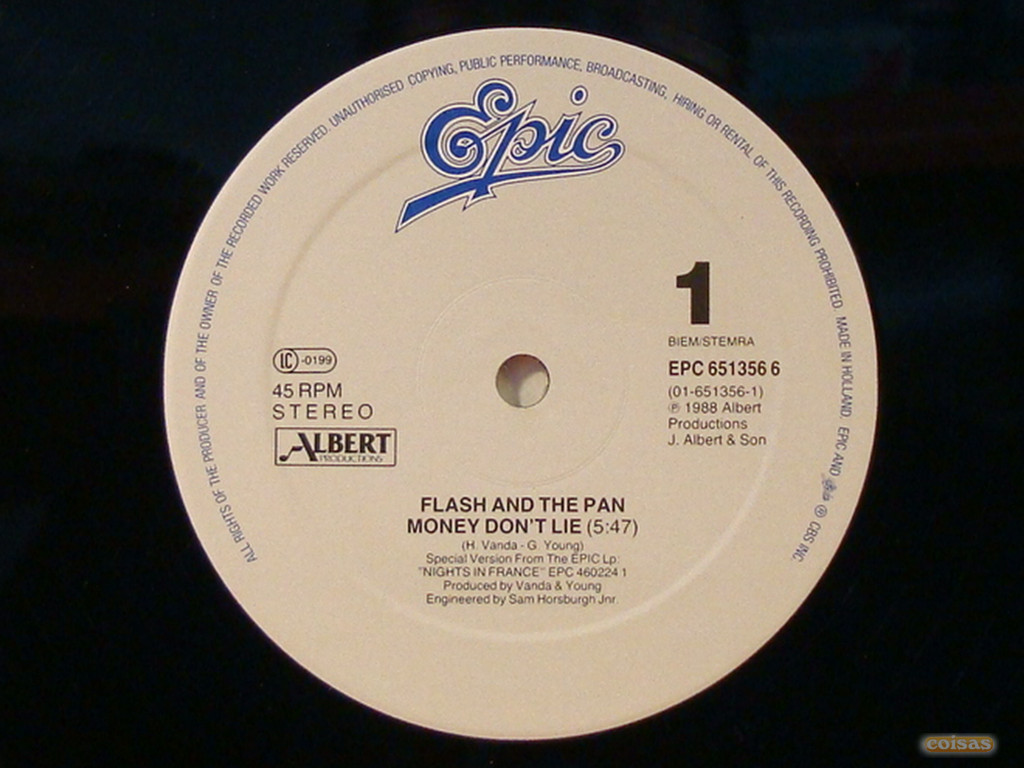 ALL RIGHTS OF THE PRODUCER AND OF THE OWNER OF THE RECORDED WORK RESERVED. UNAUTHORISED COPYING, PUBLIC PERFORMANCE, BROADCASTING, HIRING OR RENTAL OF THIS RECORDING PROHIBITED. MADE IN HOLLAND. EPIC AND Epic ® CBS INC.
Epic
1
BIEM/STEMRA
LC-0199
EPC 651356 6
45 RPM
(01-651356-1)
STEREO
℗ 1988 Albert
Productions
J. Albert & Son
ALBERT
PRODUCTIONS
FLASH AND THE PAN
MONEY DON'T LIE (5:47)
(H. Vanda - G. Young)
Special Version From The EPIC Lp:
"NIGHTS IN FRANCE" EPC 460224 1
Produced by Vanda & Young
Engineered by Sam Horsburgh Jnr.
coisas